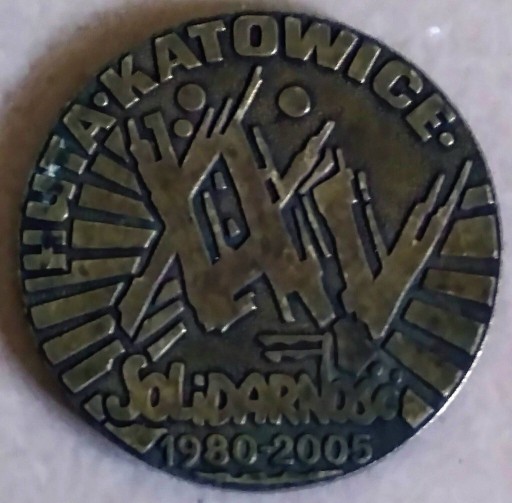 HUTA·KATOWICE·
XXV
SOLiDARNOŚĆ
1980-2005